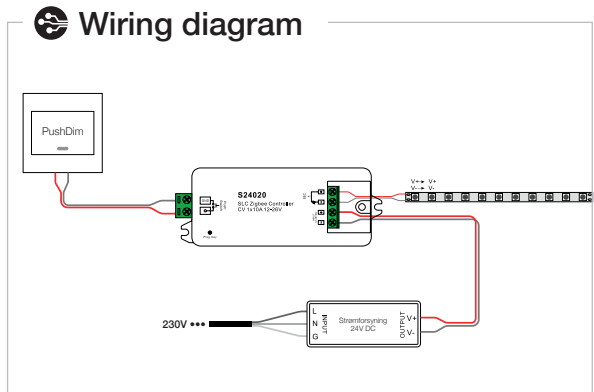 Wiring diagram
PushDim
S24020
SLC Zigbee Controller
CV 1x10A 12-26V
V+ V+
V- V-
230V
L
N
G
INPUT
Strømforsyning
24V DC
OUTPUT
V+
V-